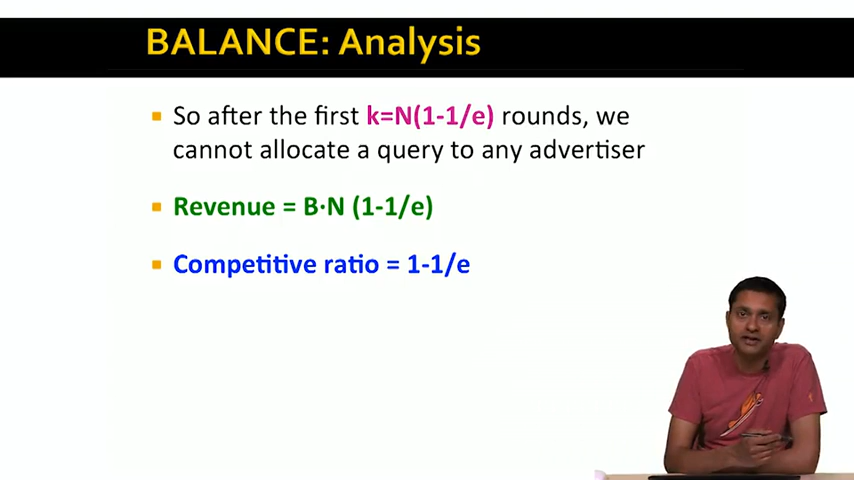 BALANCE: Analysis
So after the first k=N(1-1/e) rounds, we
cannot allocate a query to any advertiser
Revenue = B·N (1-1/e)
Competitive ratio = 1-1/e